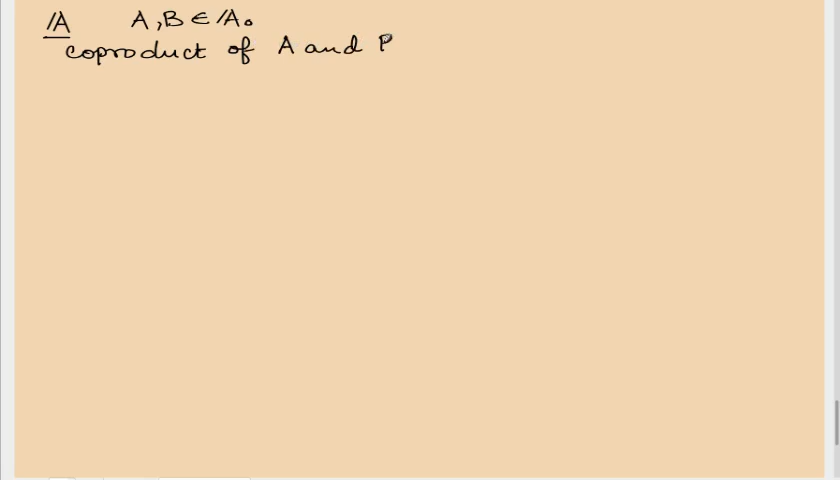 /A A, B ∈ /A₀
coproduct of A and P